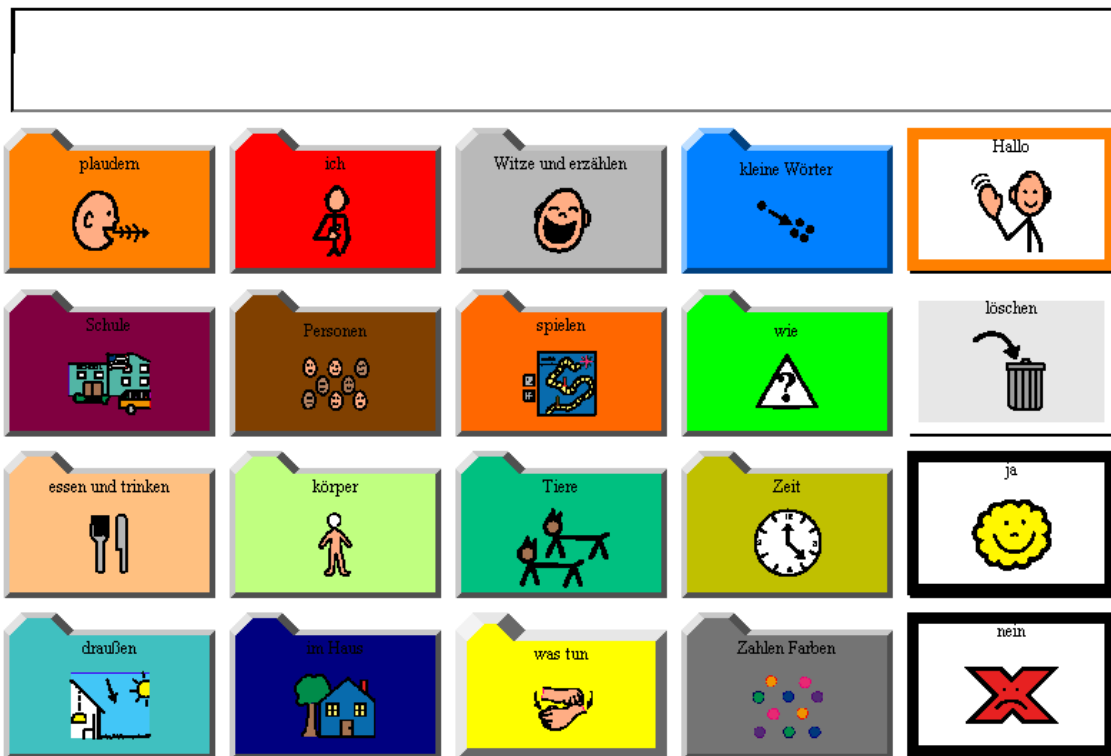 plaudern
ich
Witze und erzählen
kleine Wörter
Hallo
Schule
Personen
spielen
wie
löschen
essen und trinken
körper
Tiere
Zeit
ja
draußen
im Haus
was tun
Zahlen Farben
nein